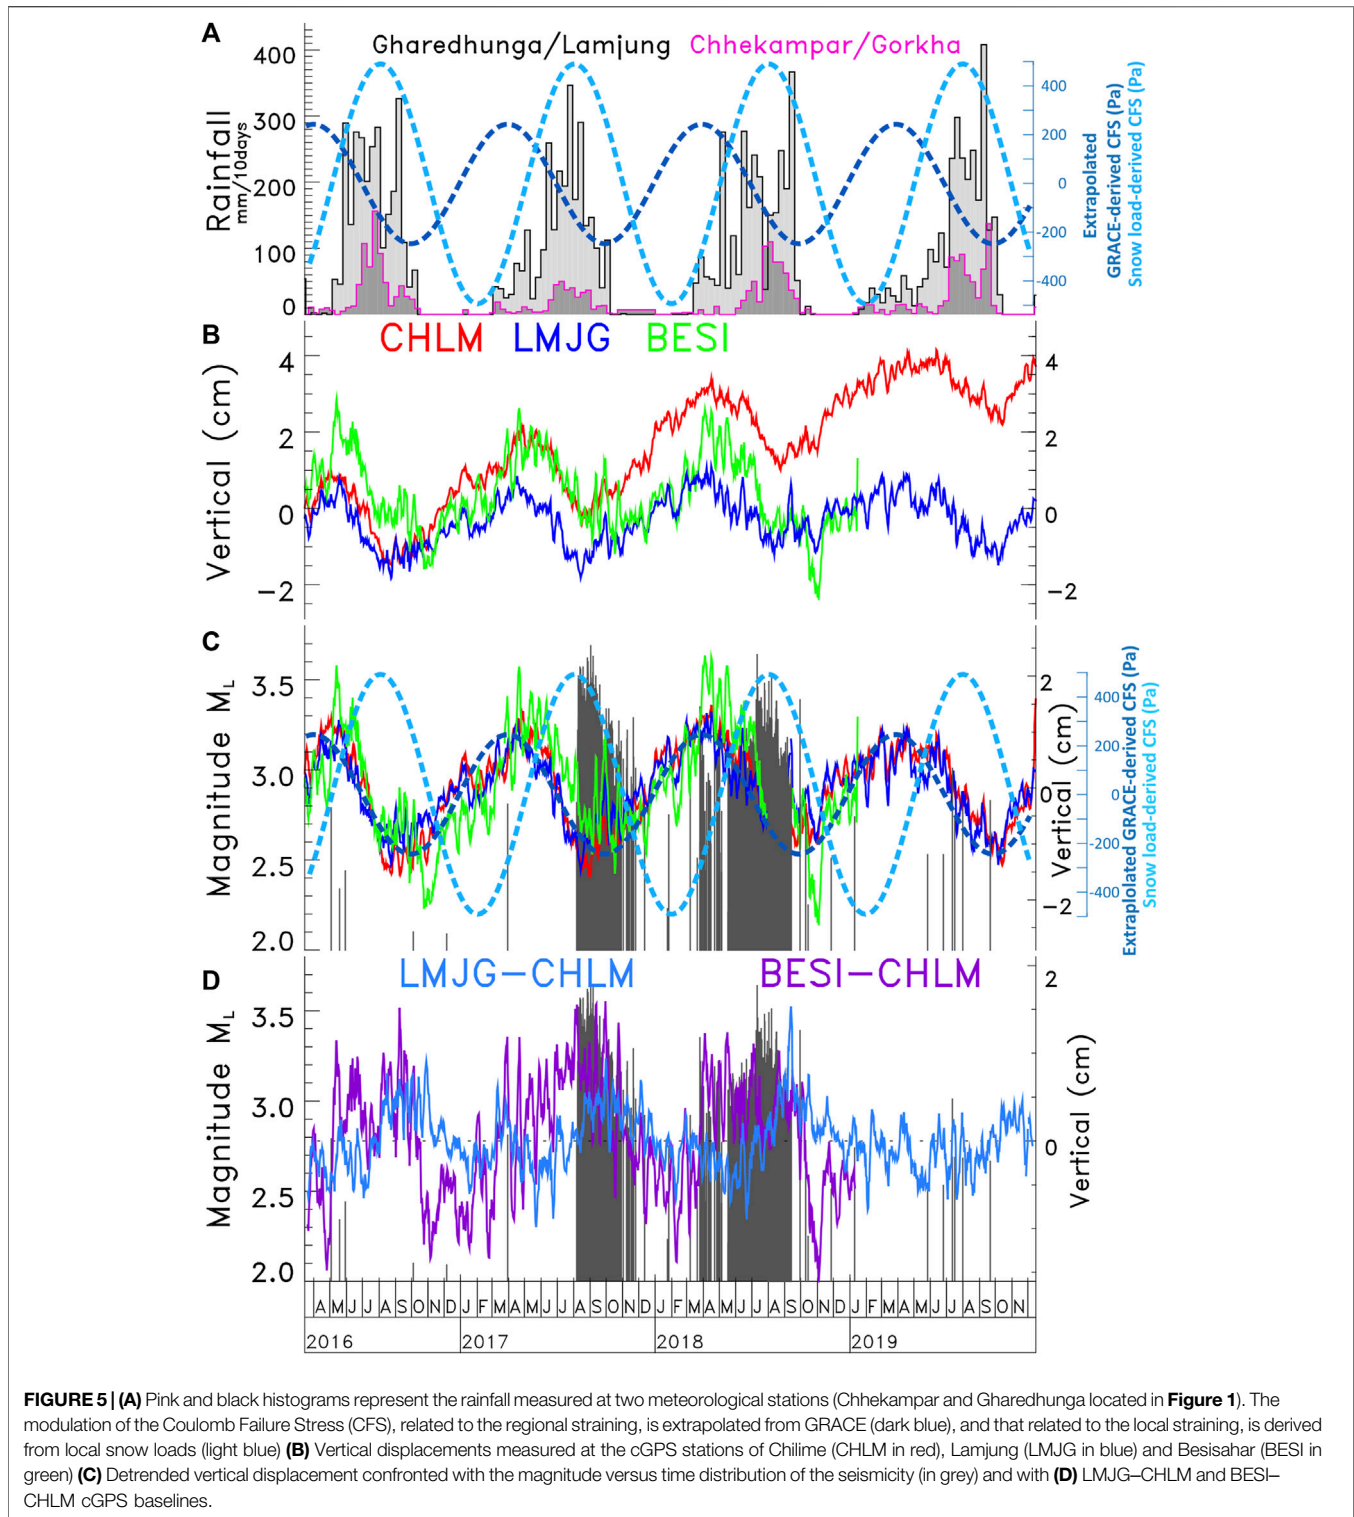 A
Gharedhunga/Lamjung Chhekampar/Gorkha
Rainfall
mm/10days
400
300
200
100
0
400
200
0
-200
-400
Extrapolated
GRACE-derived CFS (Pa)
Snow load-derived CFS (Pa)
B
CHLM LMJG BESI
Vertical (cm)
4
2
0
−2
4
2
0
−2
C
Magnitude ML
3.5
3.0
2.5
2.0
2
0
−2
Vertical (cm)
400
200
0
-200
-400
Extraplolated GRACE-derived CFS (Pa)
Snow load-derived CFS (Pa)
D
LMJG−CHLM BESI−CHLM
Magnitude ML
3.5
3.0
2.5
2.0
2
0
Vertical (cm)
A M J J A S O N D J F M A M J J A S O N D J F M A M J J A S O N D J F M A M J J A S O N
2016 2017 2018 2019
FIGURE 5 | (A) Pink and black histograms represent the rainfall measured at two meteorological stations (Chhekampar and Gharedhunga located in Figure 1). The
modulation of the Coulomb Failure Stress (CFS), related to the regional straining, is extrapolated from GRACE (dark blue), and that related to the local straining, is derived
from local snow loads (light blue) (B) Vertical displacements measured at the cGPS stations of Chilime (CHLM in red), Lamjung (LMJG in blue) and Besisahar (BESI in
green) (C) Detrended vertical displacement confronted with the magnitude versus time distribution of the seismicity (in grey) and with (D) LMJG–CHLM and BESI–
CHLM cGPS baselines.